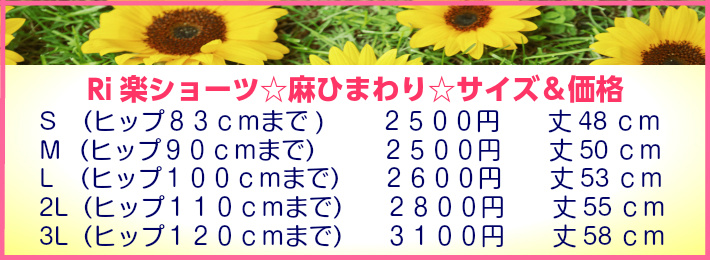 Ri楽ショーツ☆麻ひまわり☆サイズ＆価格
S （ヒップ８３ｃｍまで） ２５００円 丈48ｃｍ
M （ヒップ９０ｃｍまで） ２５００円 丈50ｃｍ
L （ヒップ１００ｃｍまで） ２６００円 丈53ｃｍ
2L （ヒップ１１０ｃｍまで） ２８００円 丈55ｃｍ
3L （ヒップ１２０ｃｍまで） ３１００円 丈58ｃｍ